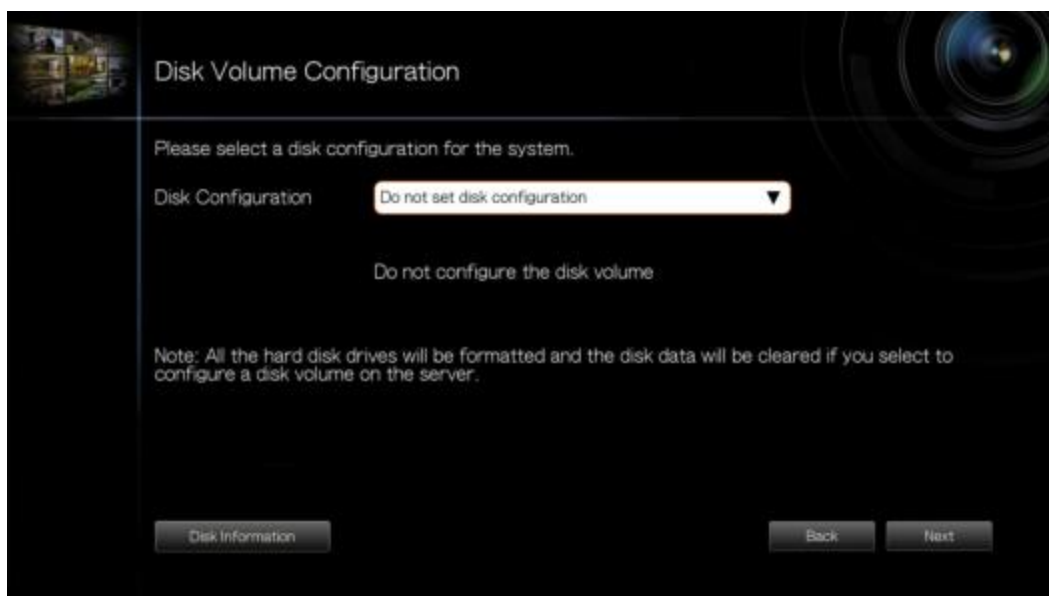 Disk Volume Configuration
Please select a disk configuration for the system.
Disk Configuration
Do not set disk configuration
Do not configure the disk volume
Note: All the hard disk drives will be formatted and the disk data will be cleared if you select to
configure a disk volume on the server.
Disk Information
Back
Next